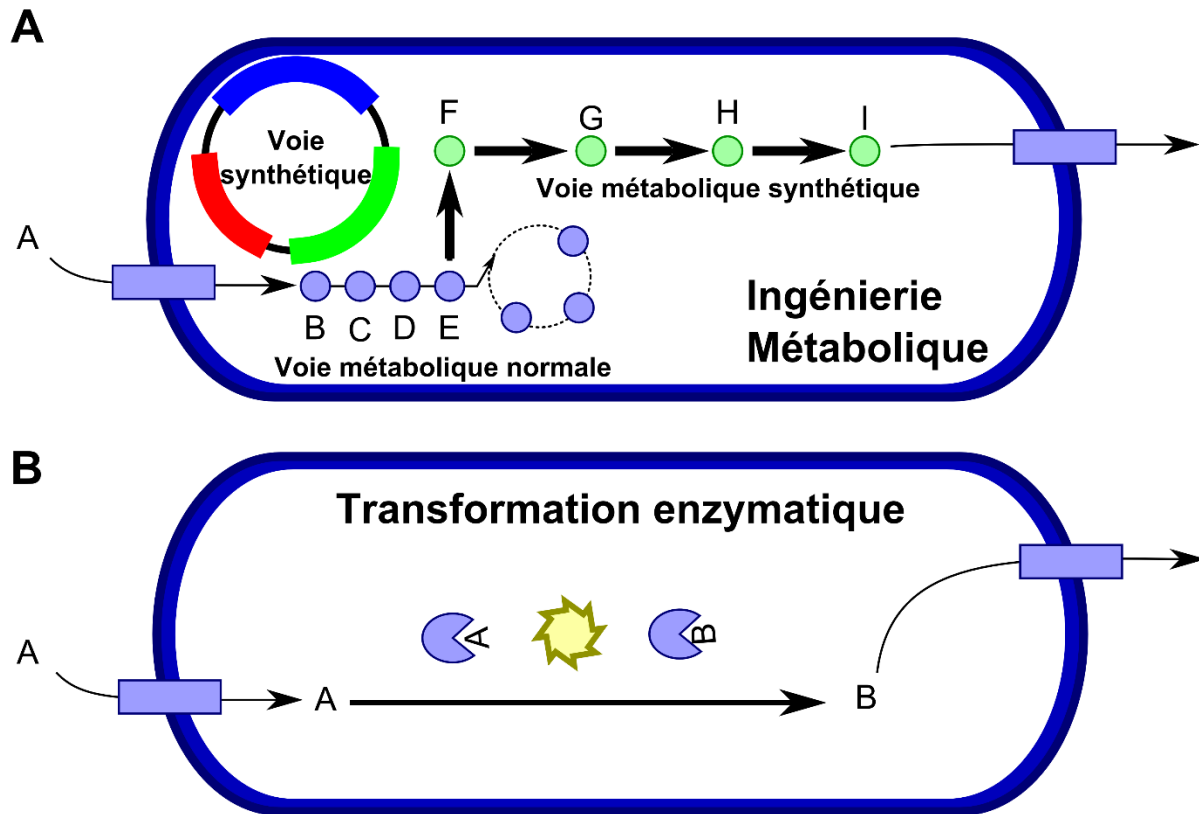 A
Voie
synthétique
F
G
H
I
Voie métabolique synthétique
A
B
C
D
E
Voie métabolique normale
Ingénierie
Métabolique
B
Transformation enzymatique
A
B
A
A
B